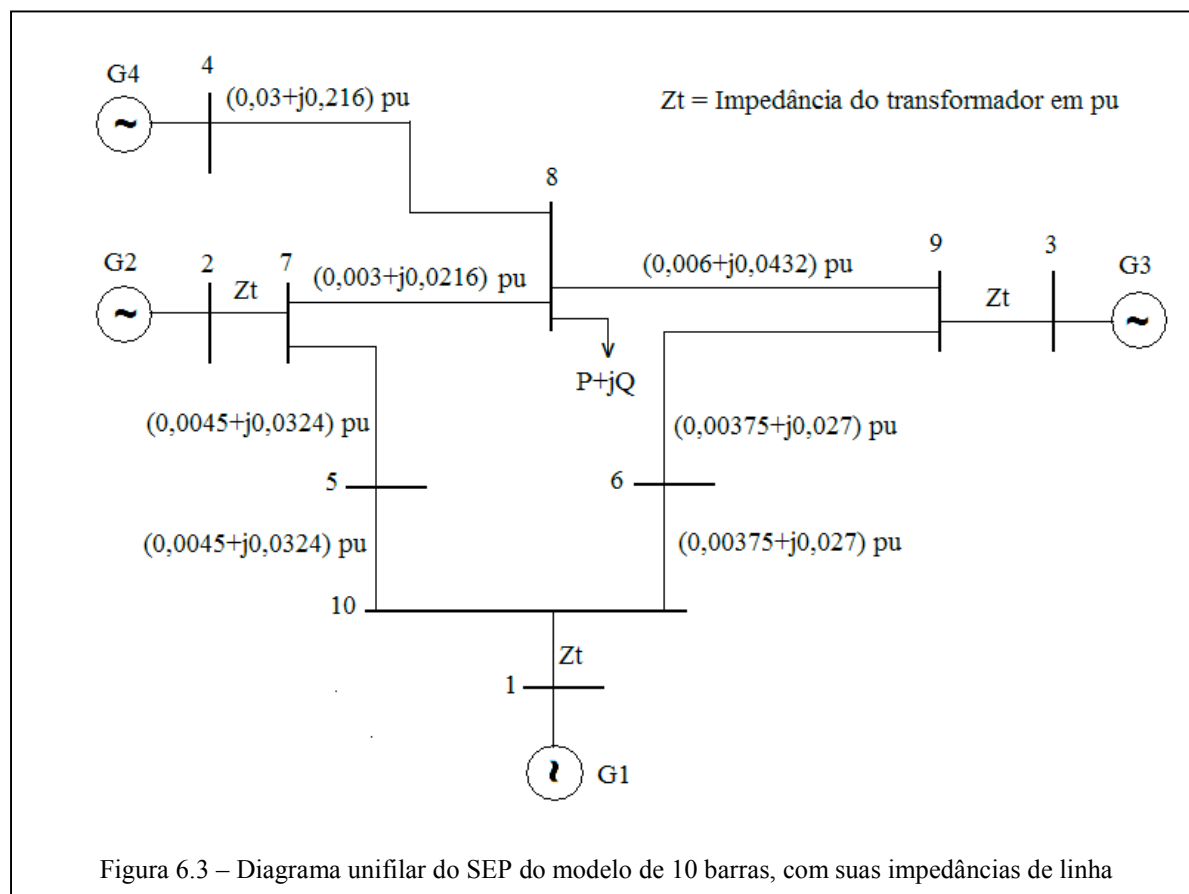 G4
4
(0,03+j0,216) pu
Zt = Impedância do transformador em pu
8
G2
2
Zt
7
(0,003+j0,0216) pu
(0,006+j0,0432) pu
9
Zt
3
G3
~
~
~
P+jQ
(0,0045+j0,0324) pu
(0,00375+j0,027) pu
5
6
(0,0045+j0,0324) pu
(0,00375+j0,027) pu
10
Zt
1
~
G1
Figura 6.3 – Diagrama unifilar do SEP do modelo de 10 barras, com suas impedâncias de linha